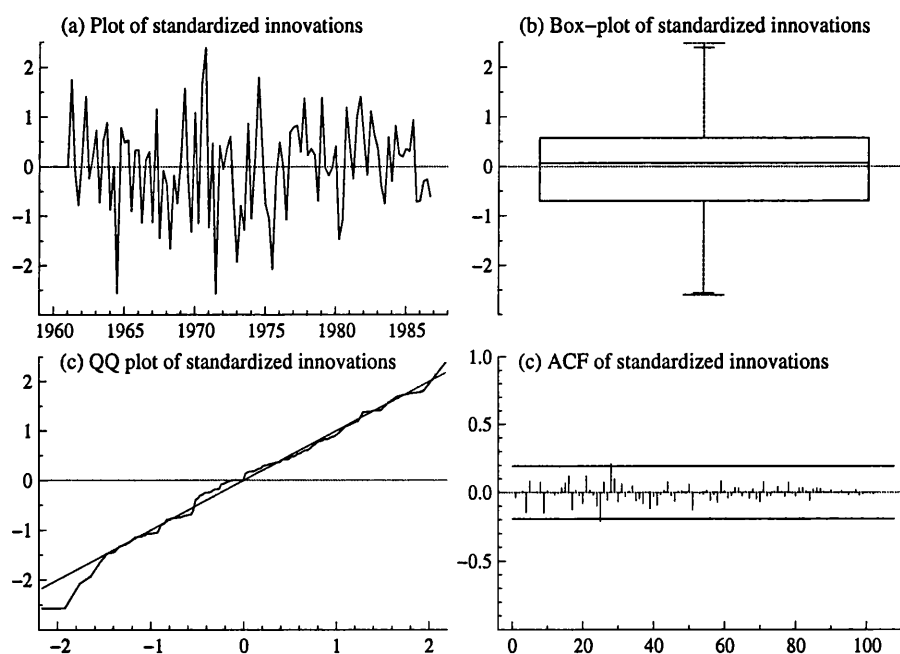 (a) Plot of standardized innovations
2
1
0
−1
−2
1960 1965 1970 1975 1980 1985
(b) Box−plot of standardized innovations
2
1
0
−1
−2
(c) QQ plot of standardized innovations
2
1
0
−1
−2
−2 −1 0 1 2
(c) ACF of standardized innovations
1.0
0.5
0.0
−0.5
0 20 40 60 80 100